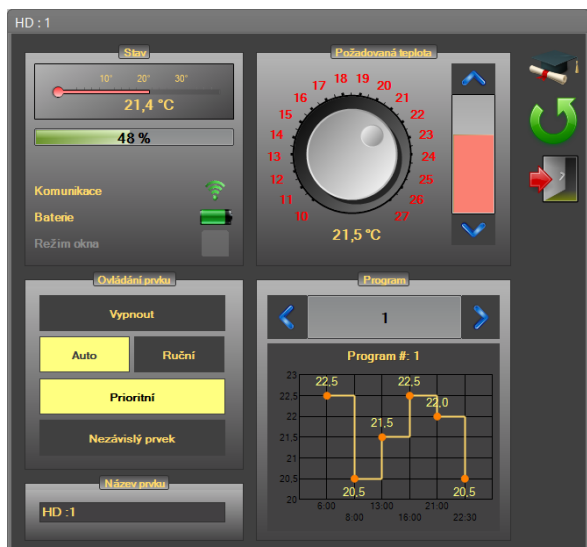 HD : 1
Stav
10° 20° 30°
21,4 °C
48 %
Komunikace
Baterie
Režim okna
Požadovaná teplota
10 11 12 13 14 15 16 17 18 19 20 21 22 23 24 25 26 27
21,5 °C
Ovládání prvku
Vypnout
Auto Ruční
Prioritní
Nezávislý prvek
Název prvku
HD :1
Program
1
Program #: 1
23
22,5
22
21,5
21
20,5
20
22,5 20,5 21,5 22,5 22,0 20,5
6:00 13:00 21:00
8:00 16:00 22:30